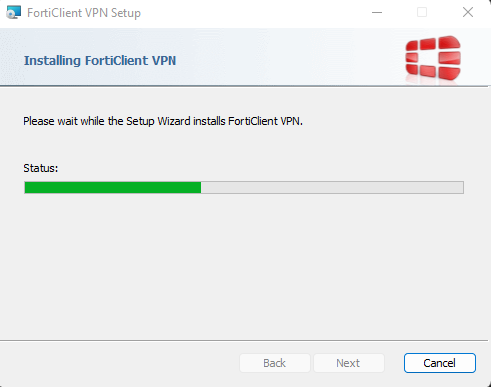 FortiClient VPN Setup
Installing FortiClient VPN
Please wait while the Setup Wizard installs FortiClient VPN.
Status:
Back
Next
Cancel